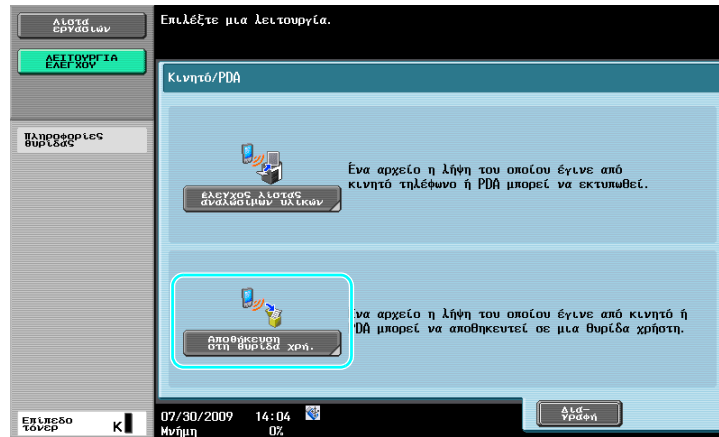 Λίστα
εργασιών
Επιλέξτε μια λειτουργία.
ΛΕΙΤΟΥΡΓΙΑ
ΕΛΕΓΧΟΥ
Κινητό/PDA
Πληροφορίες
θυρίδας
Ένα αρχείο η λήψη του οποίου έγινε από
κινητό τηλέφωνο ή PDA μπορεί να εκτυπωθεί.
έλεγχος λίστας
αναλώσιμων υλικών
Ένα αρχείο η λήψη του οποίου έγινε από κινητό ή
PDA μπορεί να αποθηκευτεί σε μια θυρίδα χρήστη.
Αποθήκευση
στη θυρίδα χρή.
Επίπεδο
τόνερ
K
07/30/2009 14:04
Μνήμη 0%
Δια-
γραφή